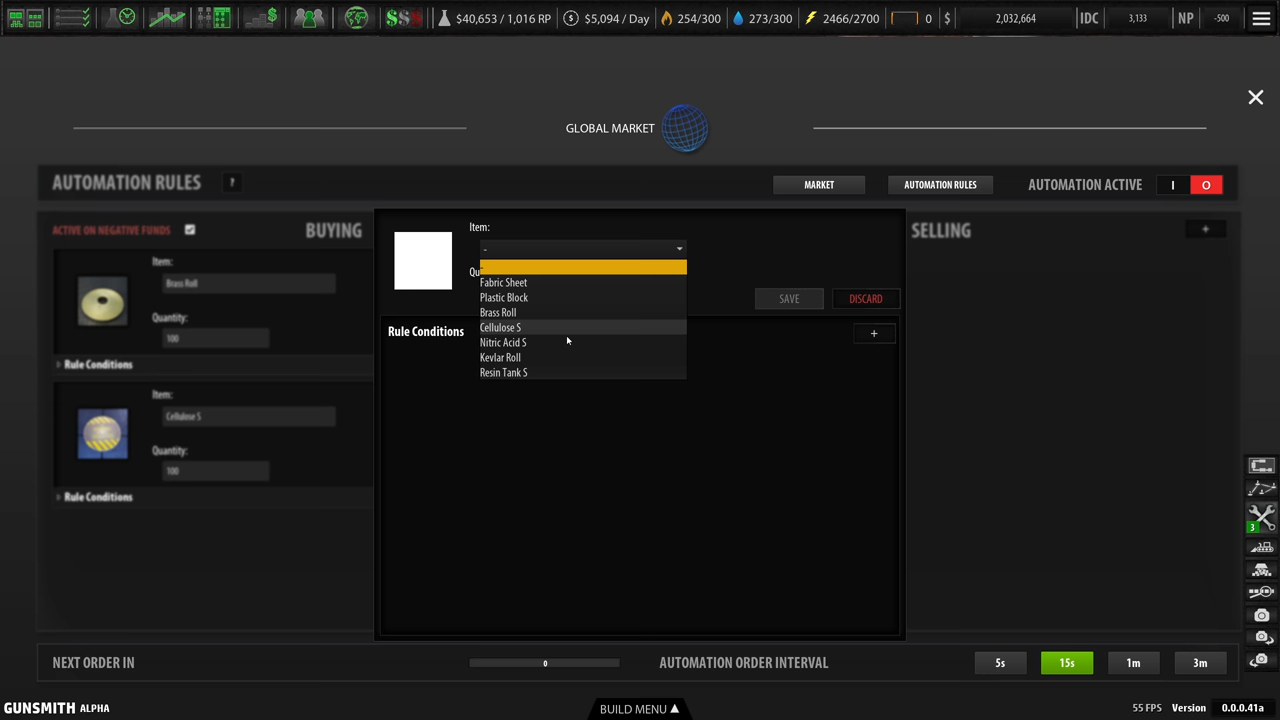 $40,653 / 1,016 RP $5,094 / Day 254/300 273/300 2466/2700 0 $ 2,032,664 IDC 3,133 NP -500
GLOBAL MARKET
AUTOMATION RULES ? MARKET AUTOMATION RULES AUTOMATION ACTIVE I O
ACTIVE ON NEGATIVE FUNDS BUYING
Item:
Brass Roll
Quantity:
100
Rule Conditions
Item:
Cellulose S
Quantity:
100
Rule Conditions
Item:
-
Qu
-
Fabric Sheet
Plastic Block
Brass Roll
Cellulose S
Nitric Acid S
Kevlar Roll
Resin Tank S
SAVE DISCARD
Rule Conditions +
SELLING +
3
NEXT ORDER IN 0 AUTOMATION ORDER INTERVAL 5s 15s 1m 3m
GUNSMITH ALPHA BUILD MENU ▲ 55 FPS Version 0.0.0.41a